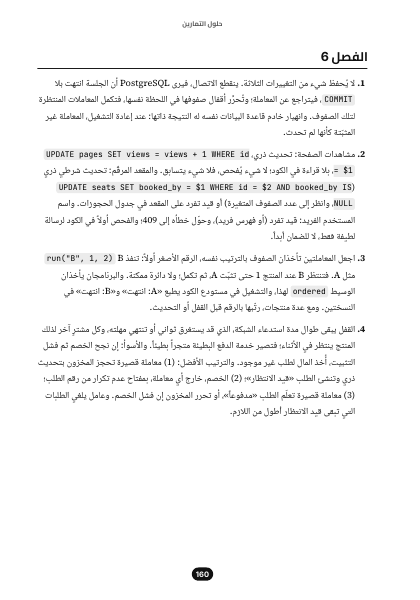 حلول التمارين
الفصل 6
1. لا يُحفظ شيء من التغييرات الثلاثة. ينقطع الاتصال، فيرى PostgreSQL أن الجلسة انتهت بلا
COMMIT، فيتراجع عن المعاملة؛ وتُحرَّر أقفال صفوفها في اللحظة نفسها، فتكمل المعاملات المنتظرة
لتلك الصفوف. وانهيار خادم قاعدة البيانات نفسه له النتيجة ذاتها: عند إعادة التشغيل، المعاملة غير
المثبّتة كأنها لم تحدث.
2. مشاهدات الصفحة: تحديث ذري، UPDATE pages SET views = views + 1 WHERE id
= $1، بلا قراءة في الكود؛ لا شيء يُفحص، فلا شيء يتسابق. والمقعد المرقّم: تحديث شرطي ذري
(UPDATE seats SET booked_by = $1 WHERE id = $2 AND booked_by IS
NULL، وانظر إلى عدد الصفوف المتغيرة) أو قيد تفرد على المقعد في جدول الحجوزات. واسم
المستخدم الفريد: قيد تفرد (أو فهرس فريد)، وحوّل خطأه إلى 409؛ والفحص أولاً في الكود لرسالة
لطيفة فقط، لا للضمان أبداً.
3. اجعل المعاملتين تأخذان الصفوف بالترتيب نفسه، الرقم الأصغر أولاً: تنفذ B run("B", 1, 2)
مثل A. فتنتظر B عند المنتج 1 حتى تثبّت A، ثم تكمل؛ ولا دائرة ممكنة. والبرنامجان يأخذان
الوسيط ordered لهذا، والتشغيل في مستودع الكود يطبع «A: انتهت» و«B: انتهت» في
النسختين. ومع عدة منتجات، رتّبها بالرقم قبل القفل أو التحديث.
4. القفل يبقى طوال مدة استدعاء الشبكة، الذي قد يستغرق ثواني أو تنتهي مهلته، وكل مشترٍ آخر لذلك
المنتج ينتظر في الأثناء؛ فتصير خدمة الدفع البطيئة متجراً بطيئاً. والأسوأ: إن نجح الخصم ثم فشل
التثبيت، أُخذ المال لطلب غير موجود. والترتيب الأفضل: (1) معاملة قصيرة تحجز المخزون بتحديث
ذري وتنشئ الطلب «قيد الانتظار»؛ (2) الخصم، خارج أي معاملة، بمفتاح عدم تكرار من رقم الطلب؛
(3) معاملة قصيرة تعلّم الطلب «مدفوعاً»، أو تحرر المخزون إن فشل الخصم. وعامل يلغي الطلبات
التي تبقى قيد الانتظار أطول من اللازم.
160